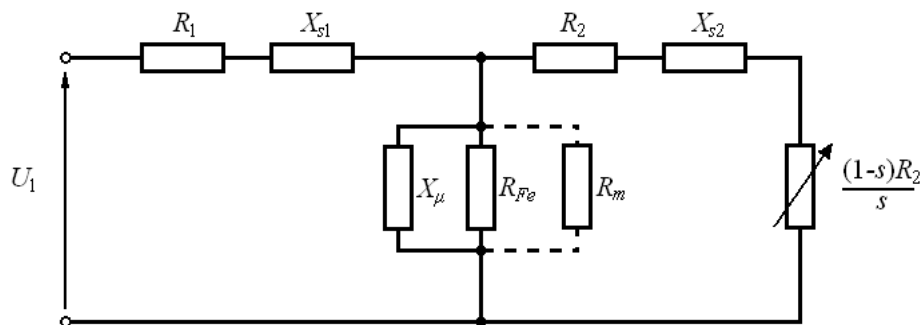 R1 Xs1 R2 Xs2
U1 Xμ RFe Rm (1-s)R2
s